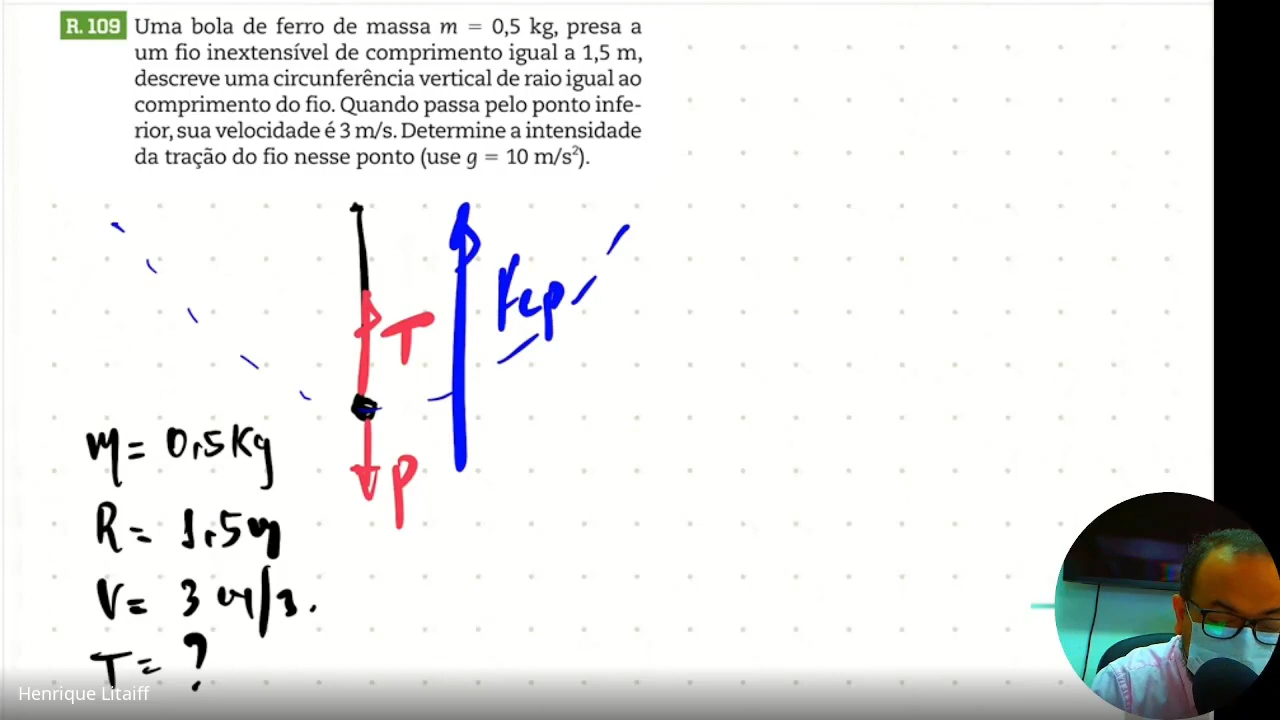 R. 109 Uma bola de ferro de massa m = 0,5 kg, presa a
um fio inextensível de comprimento igual a 1,5 m,
descreve uma circunferência vertical de raio igual ao
comprimento do fio. Quando passa pelo ponto infe-
rior, sua velocidade é 3 m/s. Determine a intensidade
da tração do fio nesse ponto (use g = 10 m/s²).
T
Fcp
P
m = 0,5 Kg
R = 1,5 m
V = 3 m/s.
T = ?
Henrique Litaiff